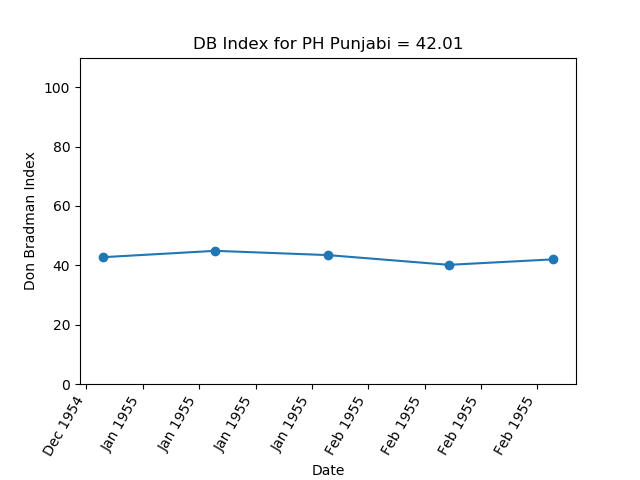 DB Index for PH Punjabi = 42.01
Don Bradman Index
100
80
60
40
20
0
Dec 1954
Jan 1955
Jan 1955
Jan 1955
Jan 1955
Feb 1955
Feb 1955
Feb 1955
Feb 1955
Date